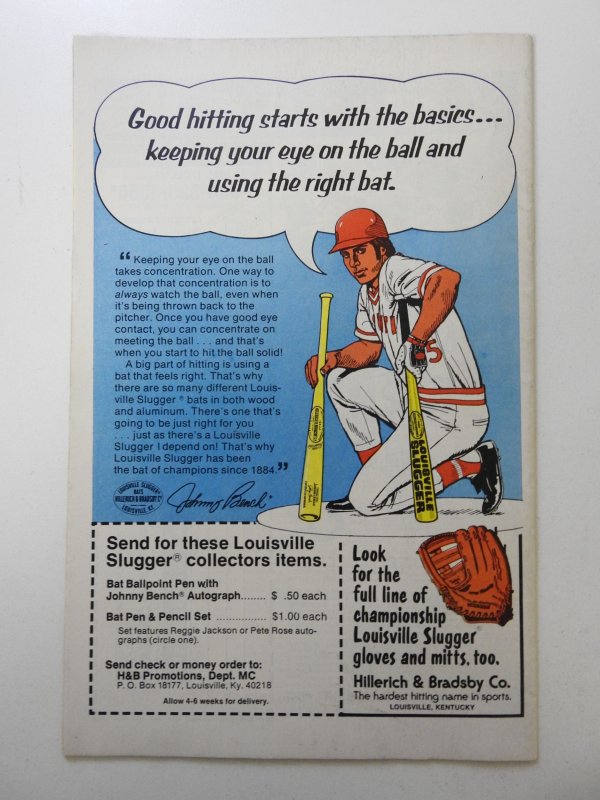 Good hitting starts with the basics...
keeping your eye on the ball and
using the right bat.
“ Keeping your eye on the ball
takes concentration. One way to
develop that concentration is to
always watch the ball, even when
it's being thrown back to the
pitcher. Once you have good eye
contact, you can concentrate on
meeting the ball . . . and that's
when you start to hit the ball solid!
A big part of hitting is using a
bat that feels right. That's why
there are so many different Louis-
ville Slugger ® bats in both wood
and aluminum. There's one that's
going to be just right for you
. . . just as there's a Louisville
Slugger I depend on! That's why
Louisville Slugger has been
the bat of champions since 1884.”
LOUISVILLE SLUGGER
BATS
HILLERICH & BRADSBY Co
LOUISVILLE, KY.
Johnny Bench
5
LOUISVILLE
SLUGGER
Send for these Louisville
Slugger® collectors items.
Bat Ballpoint Pen with
Johnny Bench® Autograph........ $ .50 each
Bat Pen & Pencil Set ................ $1.00 each
Set features Reggie Jackson or Pete Rose auto-
graphs (circle one).
Send check or money order to:
H&B Promotions, Dept. MC
P. O. Box 18177, Louisville, Ky. 40218
Allow 4-6 weeks for delivery.
Look
for the
full line of
championship
Louisville Slugger®
gloves and mitts, too.
Hillerich & Bradsby Co.
The hardest hitting name in sports.
LOUISVILLE, KENTUCKY